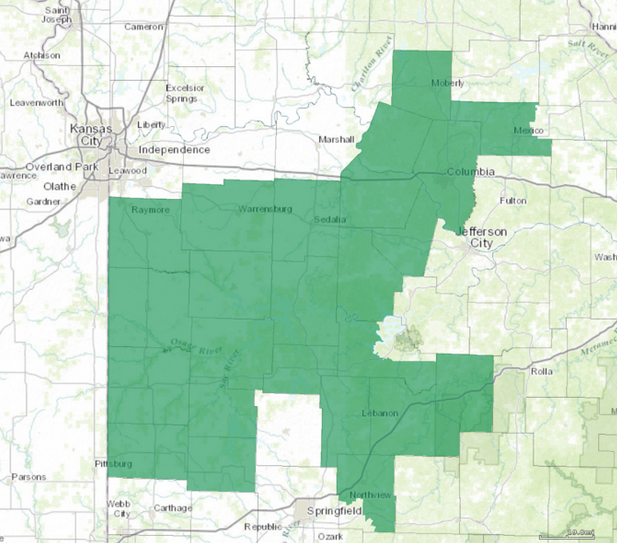 Saint
Joseph
Cameron
Chariton River
Hanni
Salt River
Atchison
Moberly
Leavenworth
Excelsior
Springs
Kansas
City
Liberty
Marshall
Mexico
Independence
Overland Park
Leawood
Columbia
awrence
Olathe
Gardner
Raymore
Warrensburg
Sedalia
Fulton
Jefferson
City
wa
Wash
Osage River
Rolla
Lebanon
Pittsburg
Parsons
Northview
Webb
City
Carthage
Springfield
Republic
River
Ozark